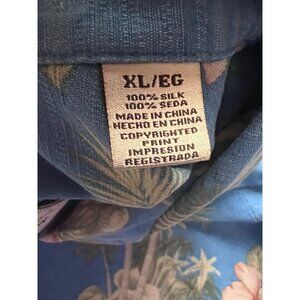 XL/EG
100% SILK
100% SEDA
MADE IN CHINA
HECHO EN CHINA
COPYRIGHTED
PRINT
IMPRESION
REGISTRADA